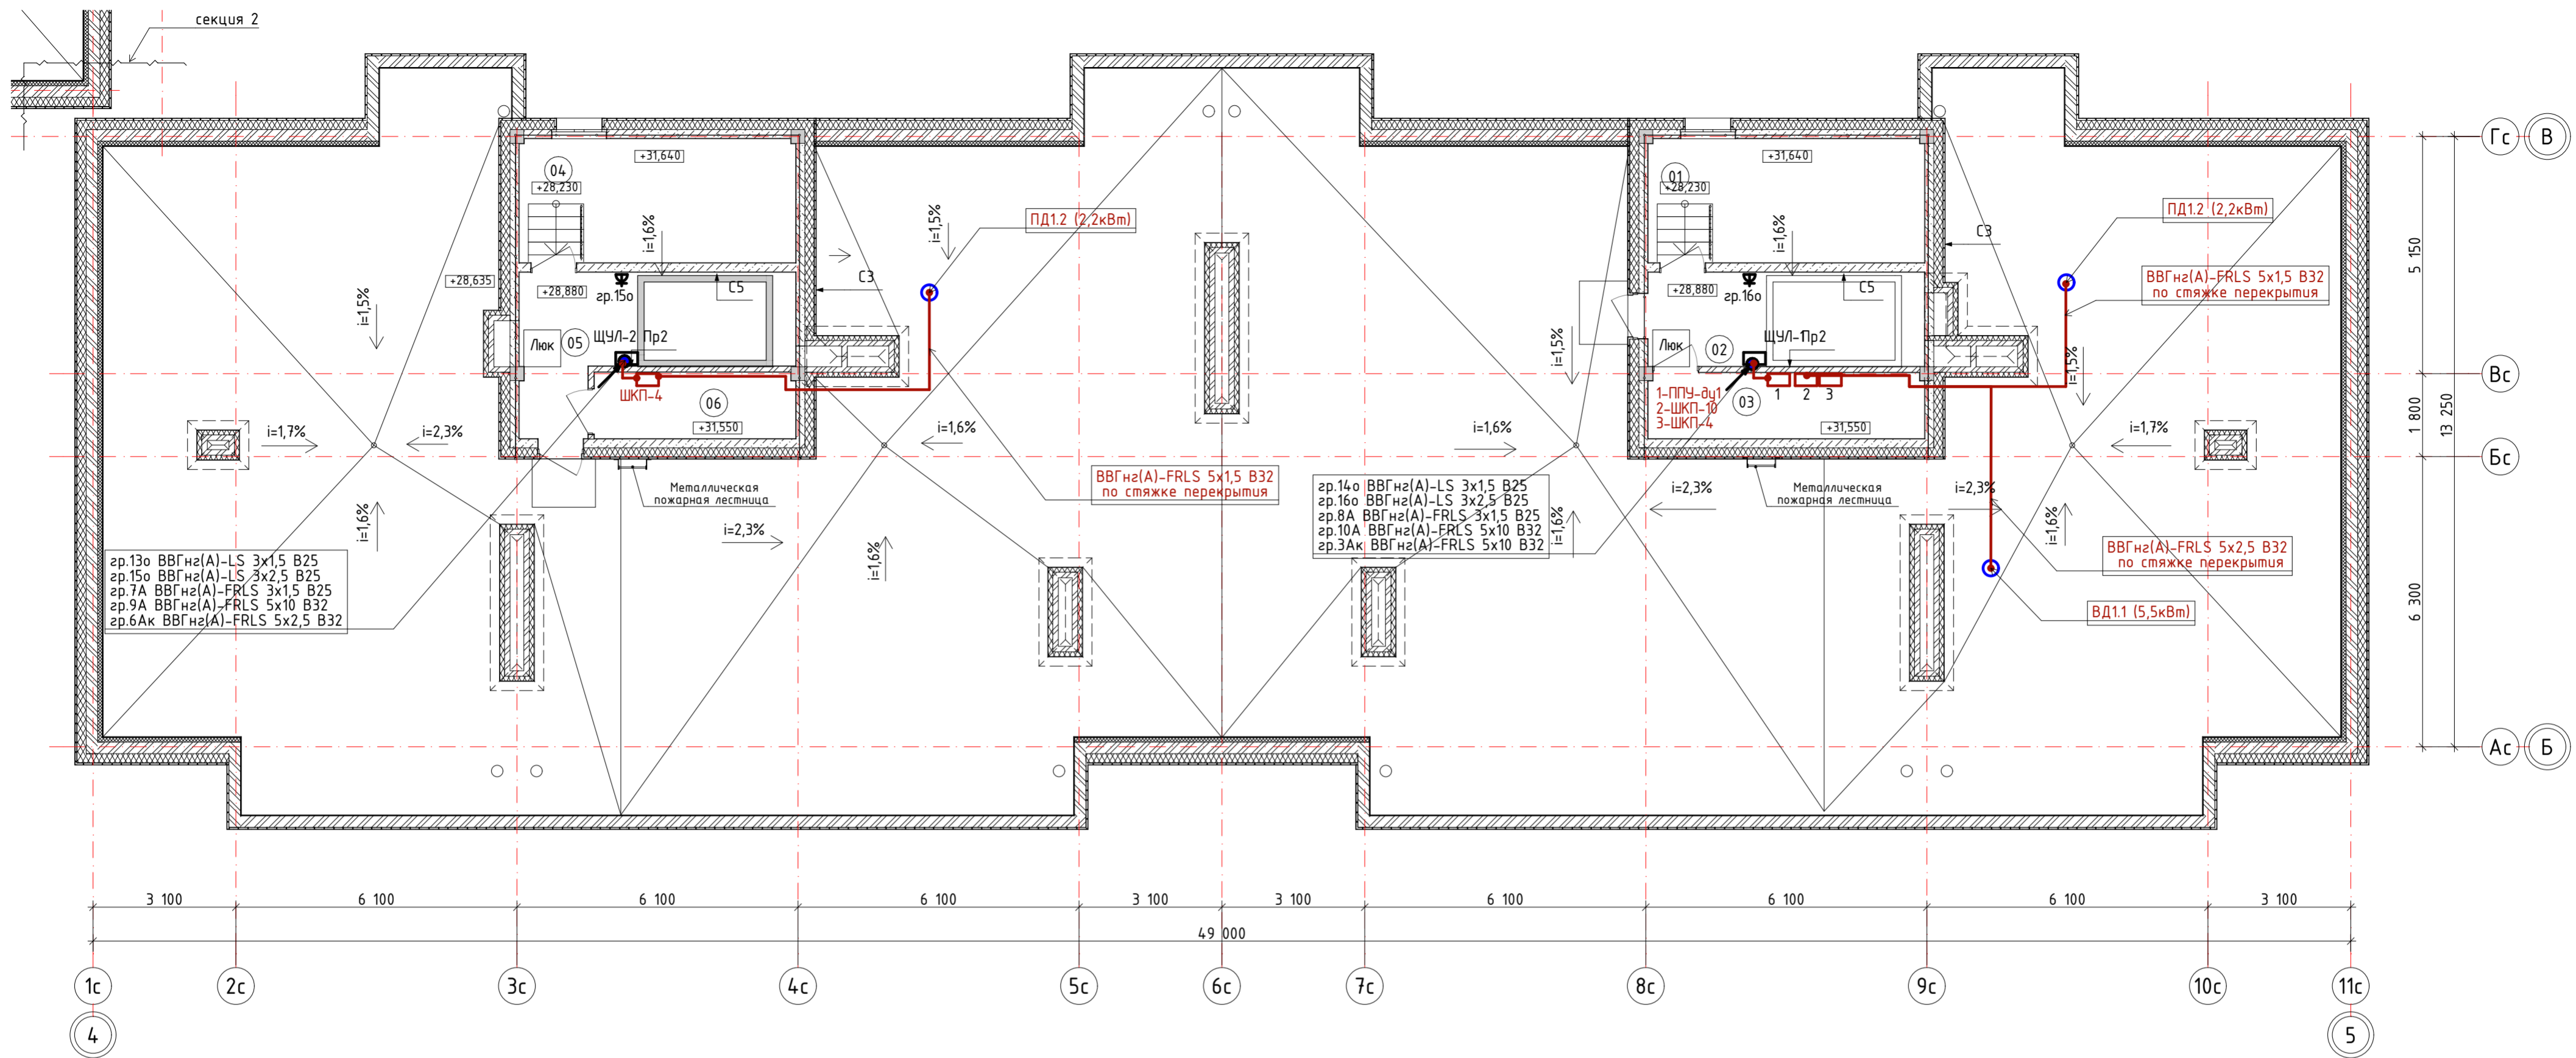 секция 2
+31,640
04
+28,230
i=1,6%
i=1,5%
ПД1.2 (2,2кВт)
+31,640
01
+28,230
i=1,6%
С3
ПД1.2 (2,2кВт)
Гс
В
+28,635
+28,880
гр.15о
С5
С3
i=1,5%
+28,880
гр.16о
С5
ВВГнг(А)-FRLS 5х1,5 В32
по стяжке перекрытия
5 150
Люк
05
ЩУЛ-2
Пр2
i=1,5%
Люк
02
ЩУЛ-1
Пр2
i=1,5%
Вс
ШКП-4
06
+31,550
1-ППУ-ду1
2-ШКП-10
3-ШКП-4
03
1
2
3
+31,550
1 800
13 250
i=1,7%
i=2,3%
i=1,6%
i=1,6%
i=1,7%
Бс
ВВГнг(А)-FRLS 5х1,5 В32
по стяжке перекрытия
Металлическая
пожарная лестница
гр.14о ВВГнг(А)-LS 3х1,5 В25
гр.16о ВВГнг(А)-LS 3х2,5 В25
гр.8А ВВГнг(А)-FRLS 3х1,5 В25
гр.10А ВВГнг(А)-FRLS 5х10 В32
гр.3Ак ВВГнг(А)-FRLS 5х10 В32
Металлическая
пожарная лестница
i=2,3%
i=2,3%
i=1,6%
i=2,3%
i=1,6%
i=1,6%
i=1,6%
гр.13о ВВГнг(А)-LS 3х1,5 В25
гр.15о ВВГнг(А)-LS 3х2,5 В25
гр.7А ВВГнг(А)-FRLS 3х1,5 В25
гр.9А ВВГнг(А)-FRLS 5х10 В32
гр.6Ак ВВГнг(А)-FRLS 5х2,5 В32
ВВГнг(А)-FRLS 5х2,5 В32
по стяжке перекрытия
ВД1.1 (5,5кВт)
6 300
Ас
Б
3 100
6 100
6 100
6 100
3 100
3 100
6 100
6 100
6 100
3 100
49 000
1с
2с
3с
4с
5с
6с
7с
8с
9с
10с
11с
4
5